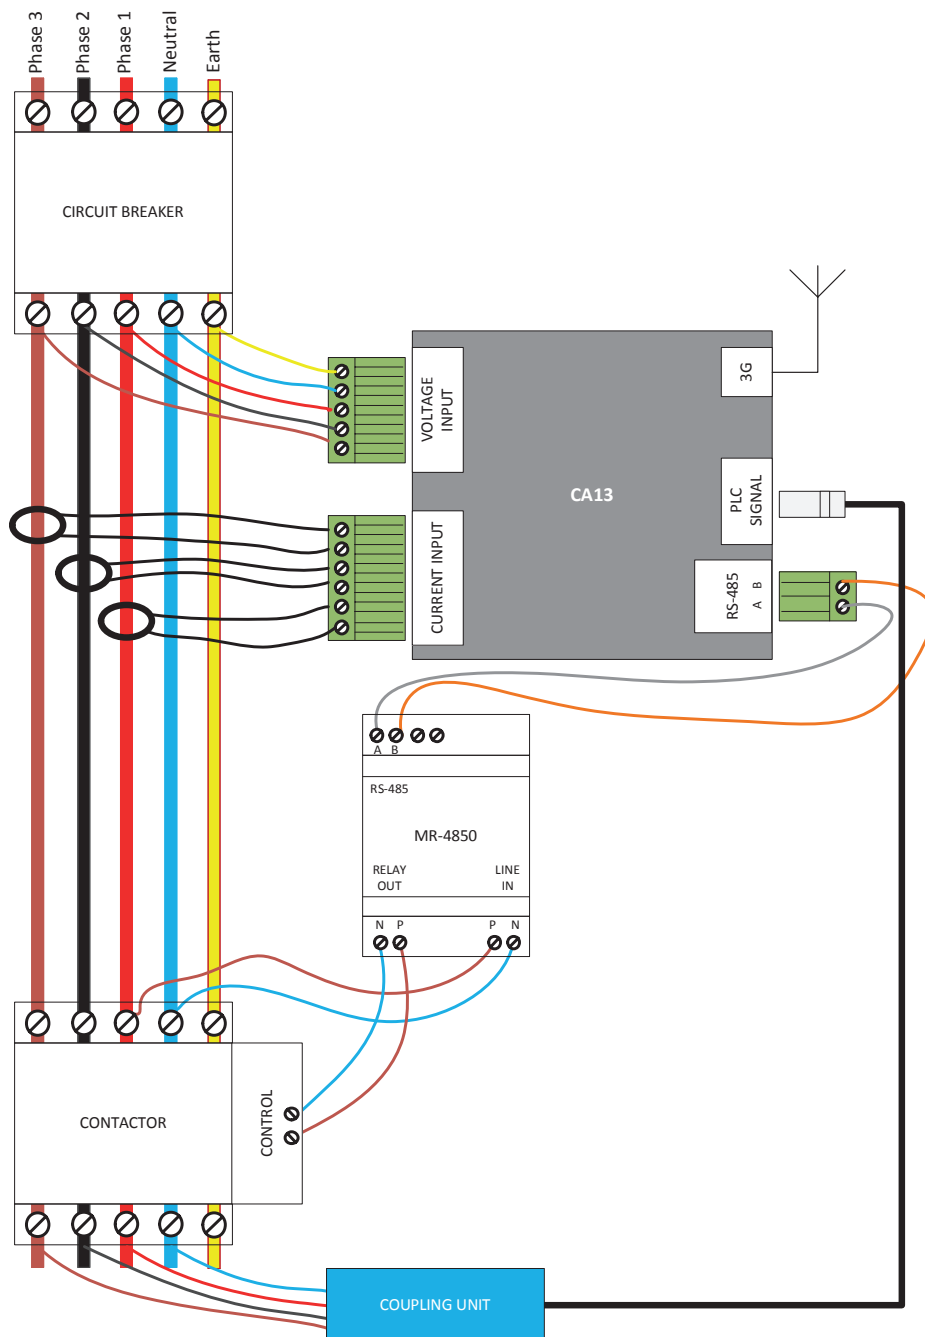 Phase 3
Phase 2
Phase 1
Neutral
Earth
CIRCUIT BREAKER
VOLTAGE
INPUT
3G
CA13
PLC
SIGNAL
CURRENT INPUT
RS-485
A B
A B
RS-485
MR-4850
RELAY
OUT
LINE
IN
N P
P N
CONTACTOR
CONTROL
COUPLING UNIT